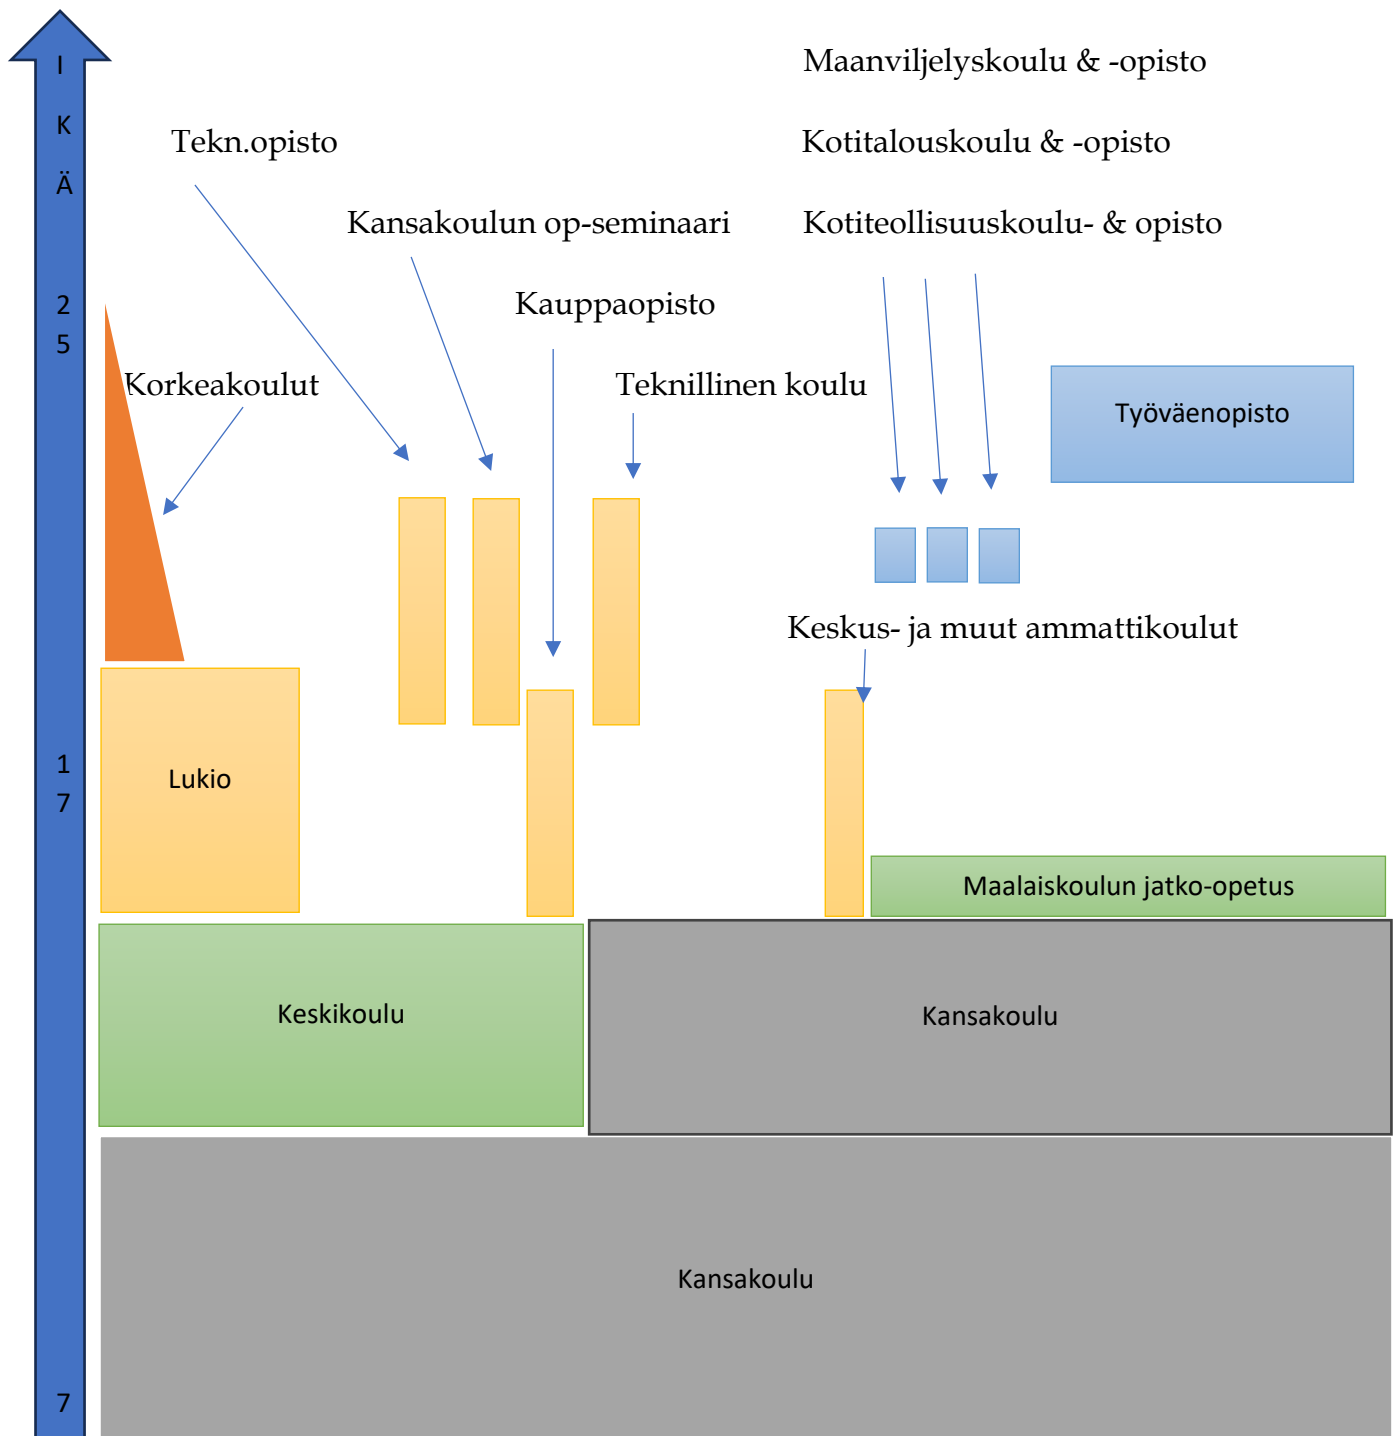 I
K
Ä
2
5
1
7
7
Maanviljelyskoulu & -opisto
Tekn.opisto
Kotitalouskoulu & -opisto
Kansakoulun op-seminaari
Kotiteollisuuskoulu- & opisto
Kauppaopisto
Korkeakoulut
Teknillinen koulu
Työväenopisto
Keskus- ja muut ammattikoulut
Lukio
Maalaiskoulun jatko-opetus
Keskikoulu
Kansakoulu
Kansakoulu